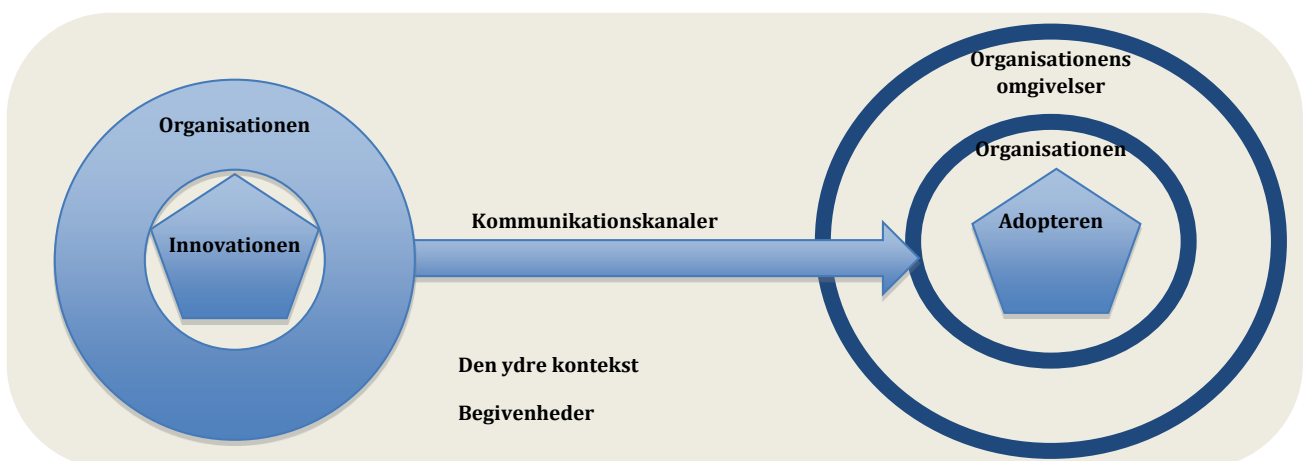 Organisationen
Innovationen
Kommunikationskanaler
Den ydre kontekst
Begivenheder
Organisationens
omgivelser
Organisationen
Adopteren